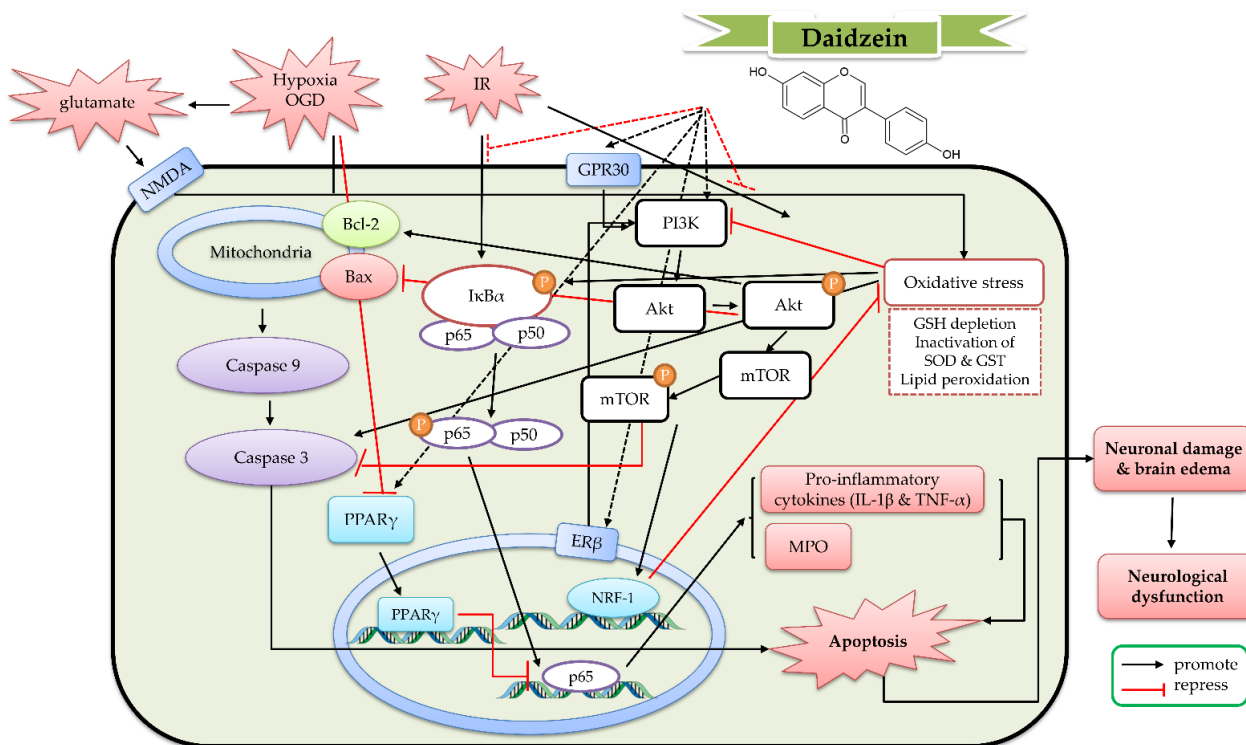 Daidzein
HO
O
O
OH
Hypoxia
OGD
IR
glutamate
NMDA
GPR30
Bcl-2
PI3K
Mitochondria
Bax
P
IκBα
p65
p50
Akt
Akt
P
Oxidative stress
GSH depletion
Inactivation of
SOD & GST
Lipid peroxidation
Caspase 9
mTOR
mTOR
P
P
p65
p50
Caspase 3
Neuronal damage
& brain edema
Pro-inflammatory
cytokines (IL-1β & TNF-α)
MPO
PPARγ
ERβ
NRF-1
PPARγ
p65
Apoptosis
Neurological
dysfunction
promote
repress